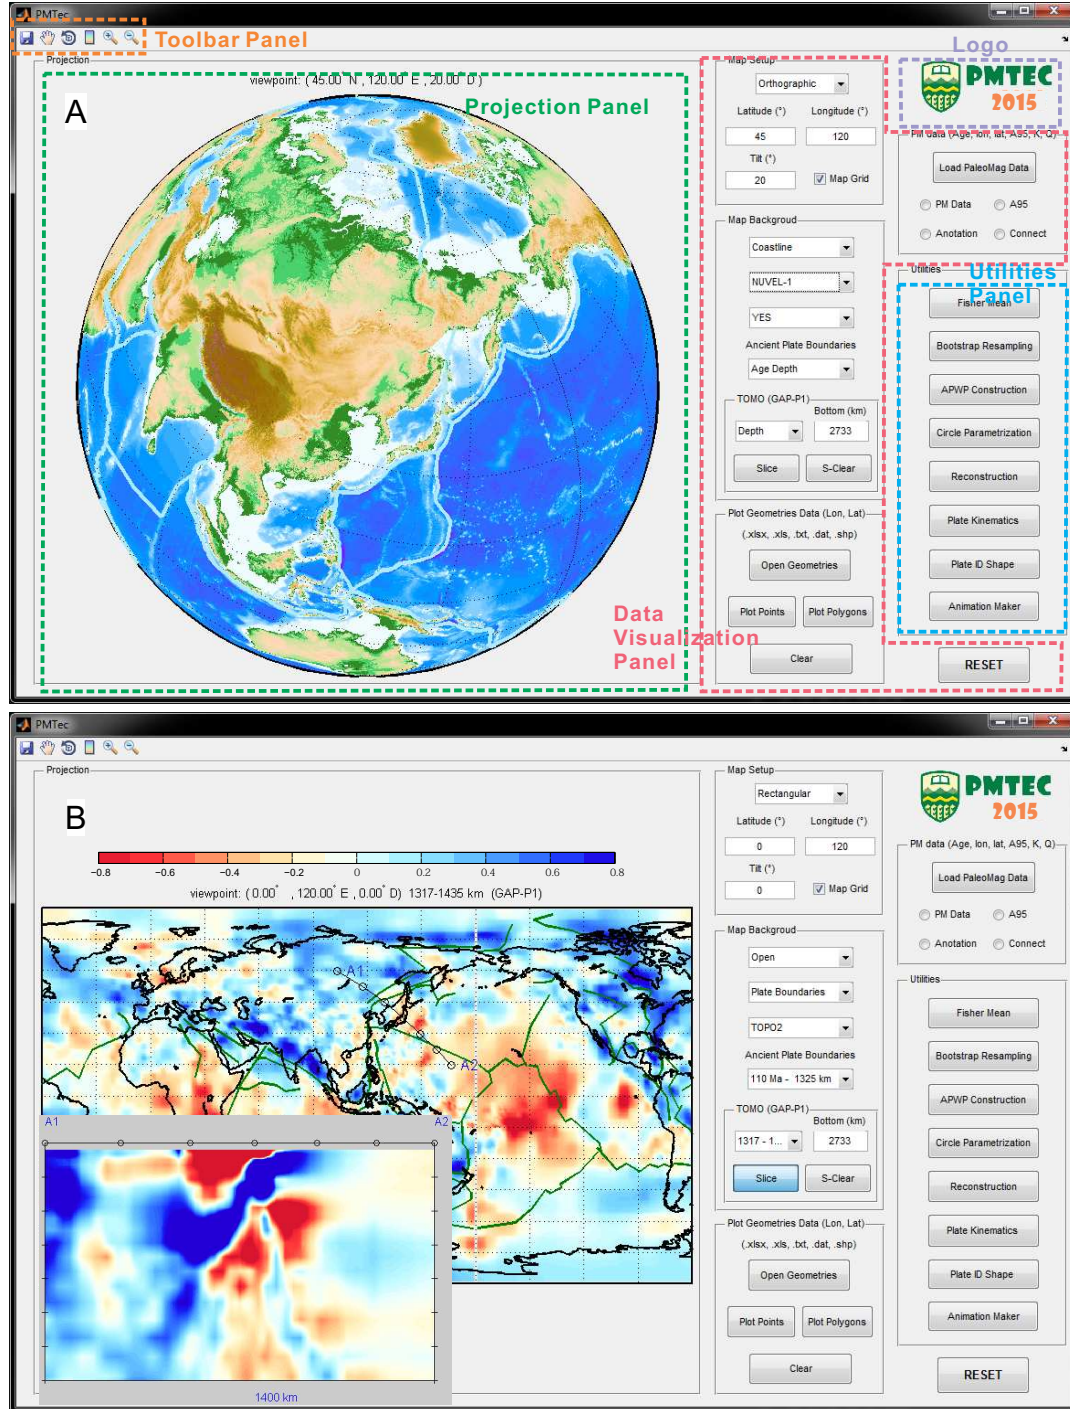 PMTec
Toolbar Panel
Projection
viewpoint: ( 45.00° N , 120.00° E , 20.00° D )
A
Projection Panel
Map Setup
Orthographic
Latitude (°) Longitude (°)
45 120
Tilt (°)
20 Map Grid
Logo
PMTEC
2015
PM data (Age, lon, lat, A95, K, Q)
Load PaleoMag Data
PM Data A95
Anotation Connect
Map Backgroud
Coastline
NUVEL-1
YES
Ancient Plate Boundaries
Age Depth
TOMO (GAP-P1)
Bottom (km)
Depth 2733
Slice S-Clear
Plot Geometries Data (Lon, Lat)
(.xlsx, .xls, .txt, .dat, .shp)
Open Geometries
Plot Points Plot Polygons
Clear
Data
Visualization
Panel
Utilities
Utilities
Panel
Fisher Mean
Bootstrap Resampling
APWP Construction
Circle Parametrization
Reconstruction
Plate Kinematics
Plate ID Shape
Animation Maker
RESET
PMTec
Projection
B
-0.8 -0.6 -0.4 -0.2 0 0.2 0.4 0.6 0.8
viewpoint: ( 0.00° , 120.00° E , 0.00° D) 1317-1435 km (GAP-P1)
A1
A2
A1 A2
1400 km
Map Setup
Rectangular
Latitude (°) Longitude (°)
0 120
Tilt (°)
0 Map Grid
PMTEC
2015
PM data (Age, lon, lat, A95, K, Q)
Load PaleoMag Data
PM Data A95
Anotation Connect
Map Backgroud
Open
Plate Boundaries
TOPO2
Ancient Plate Boundaries
110 Ma - 1325 km
TOMO (GAP-P1)
Bottom (km)
1317 - 1... 2733
Slice S-Clear
Plot Geometries Data (Lon, Lat)
(.xlsx, .xls, .txt, .dat, .shp)
Open Geometries
Plot Points Plot Polygons
Clear
Utilities
Fisher Mean
Bootstrap Resampling
APWP Construction
Circle Parametrization
Reconstruction
Plate Kinematics
Plate ID Shape
Animation Maker
RESET